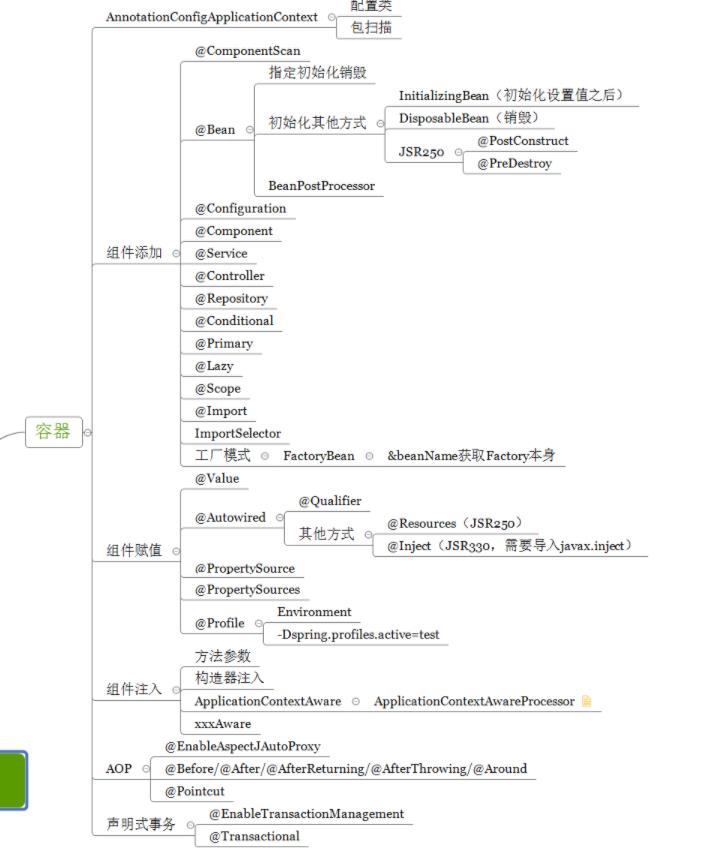 配置类
AnnotationConfigApplicationContext
包扫描
@ComponentScan
指定初始化销毁
InitializingBean（初始化设置值之后）
@Bean
初始化其他方式
DisposableBean（销毁）
JSR250
@PostConstruct
@PreDestroy
BeanPostProcessor
@Configuration
@Component
组件添加
@Service
@Controller
@Repository
@Conditional
@Primary
@Lazy
@Scope
@Import
容器
ImportSelector
工厂模式 FactoryBean &beanName获取Factory本身
@Value
@Qualifier
@Autowired
其他方式
@Resources（JSR250）
@Inject（JSR330，需要导入javax.inject）
组件赋值
@PropertySource
@PropertySources
@Profile
Environment
-Dspring.profiles.active=test
方法参数
构造器注入
组件注入
ApplicationContextAware ApplicationContextAwareProcessor
xxxAware
@EnableAspectJAutoProxy
AOP
@Before/@After/@AfterReturning/@AfterThrowing/@Around
@Pointcut
声明式事务
@EnableTransactionManagement
@Transactional